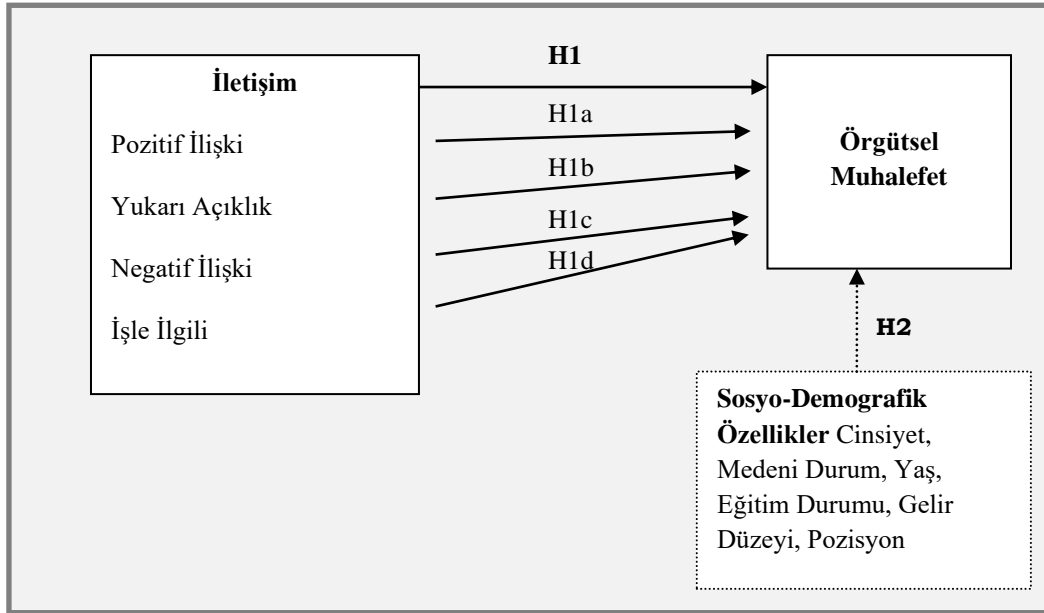 İletişim
Pozitif İlişki
Yukarı Açıklık
Negatif İlişki
İşle İlgili
H1
H1a
H1b
H1c
H1d
Örgütsel
Muhalefet
H2
Sosyo-Demografik
Özellikler Cinsiyet,
Medeni Durum, Yaş,
Eğitim Durumu, Gelir
Düzeyi, Pozisyon